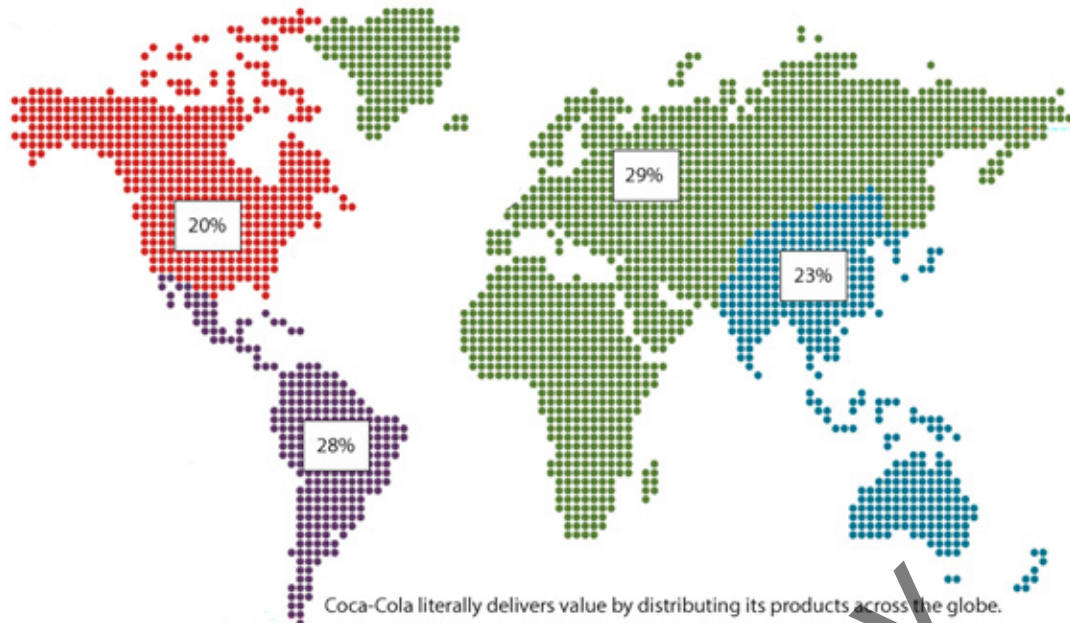 29%
20%
23%
28%
Coca-Cola literally delivers value by distributing its products across the globe.